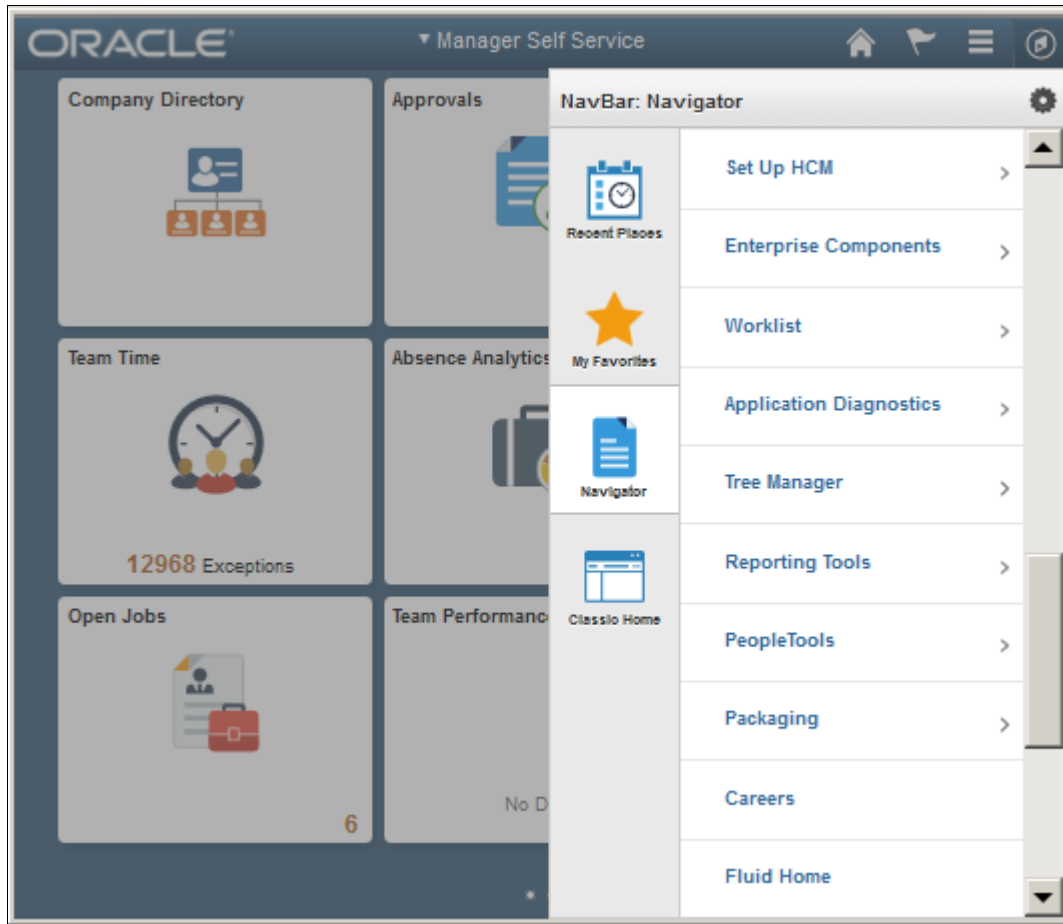 ORACLE
Manager Self Service
Company Directory
Approvals
Team Time
12968 Exceptions
Absence Analytics
Open Jobs
6
Team Performanc
No D
NavBar: Navigator
Recent Places
My Favorites
Navigator
Classic Home
Set Up HCM
Enterprise Components
Worklist
Application Diagnostics
Tree Manager
Reporting Tools
PeopleTools
Packaging
Careers
Fluid Home